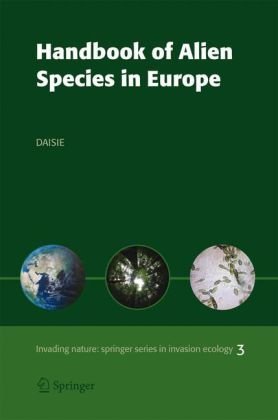 Handbook of Alien
Species in Europe
DAISIE
Invading nature: springer series in invasion ecology 3
Springer